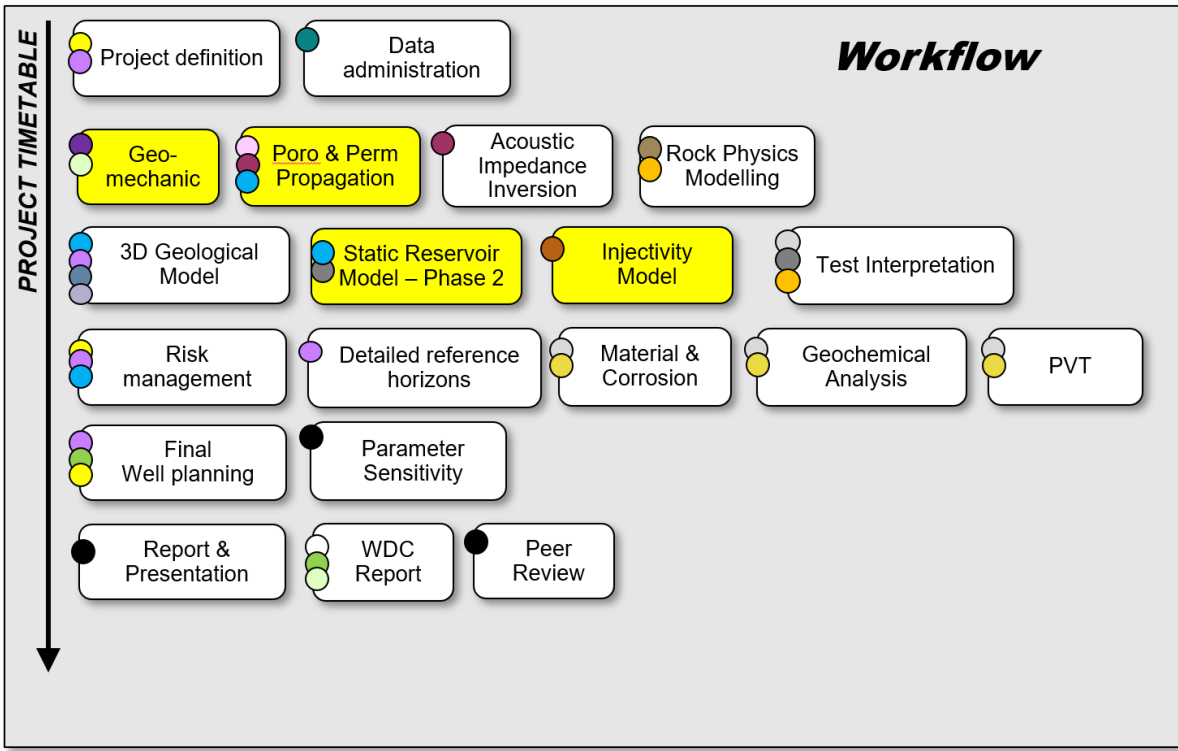 PROJECT TIMETABLE
Workflow
Project definition
Data
administration
Geo-
mechanic
Poro & Perm
Propagation
Acoustic
Impedance
Inversion
Rock Physics
Modelling
3D Geological
Model
Static Reservoir
Model – Phase 2
Injectivity
Model
Test Interpretation
Risk
management
Detailed reference
horizons
Material &
Corrosion
Geochemical
Analysis
PVT
Final
Well planning
Parameter
Sensitivity
Report &
Presentation
WDC
Report
Peer
Review